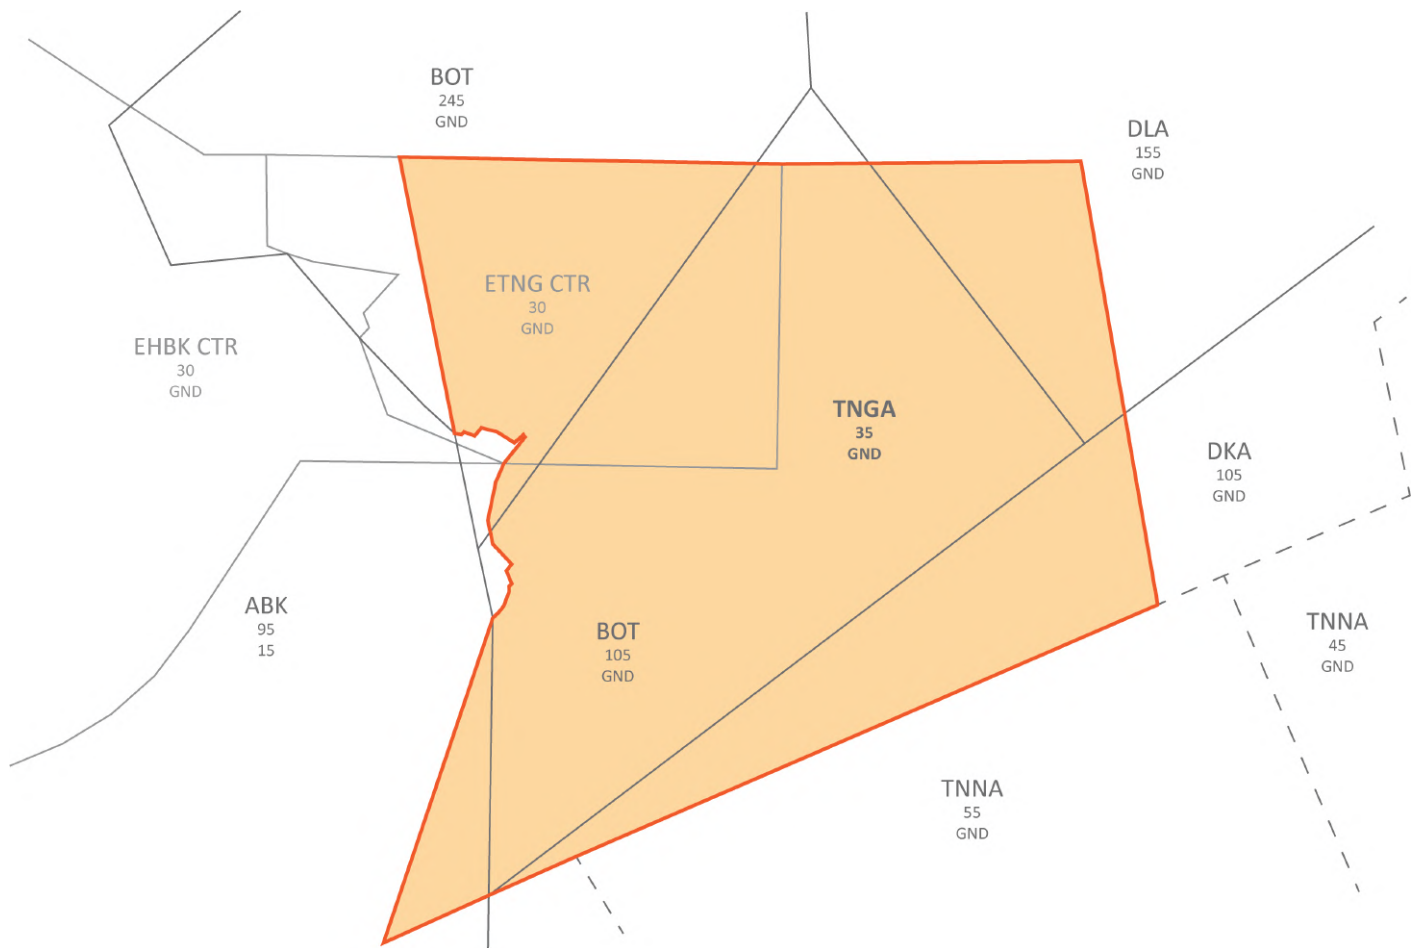 BOT
245
GND
DLA
155
GND
ETNG CTR
30
GND
EHBK CTR
30
GND
TNGA
35
GND
DKA
105
GND
ABK
95
15
BOT
105
GND
TNNA
45
GND
TNNA
55
GND